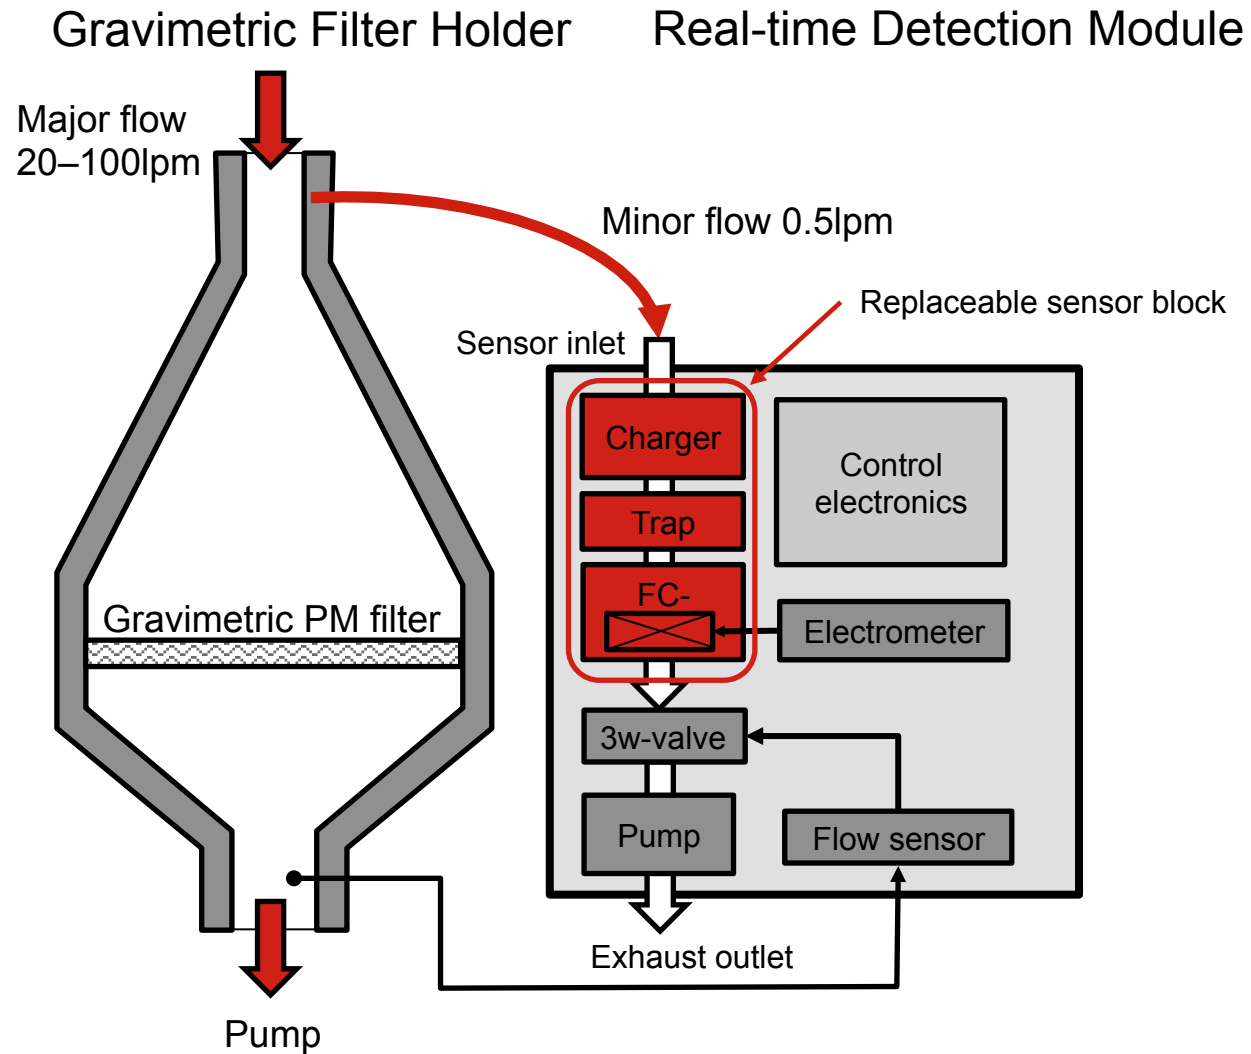 Gravimetric Filter Holder
Real-time Detection Module
Major flow
20–100lpm
Minor flow 0.5lpm
Replaceable sensor block
Sensor inlet
Charger
Control
electronics
Trap
FC-
Gravimetric PM filter
Electrometer
3w-valve
Pump
Flow sensor
Exhaust outlet
Pump